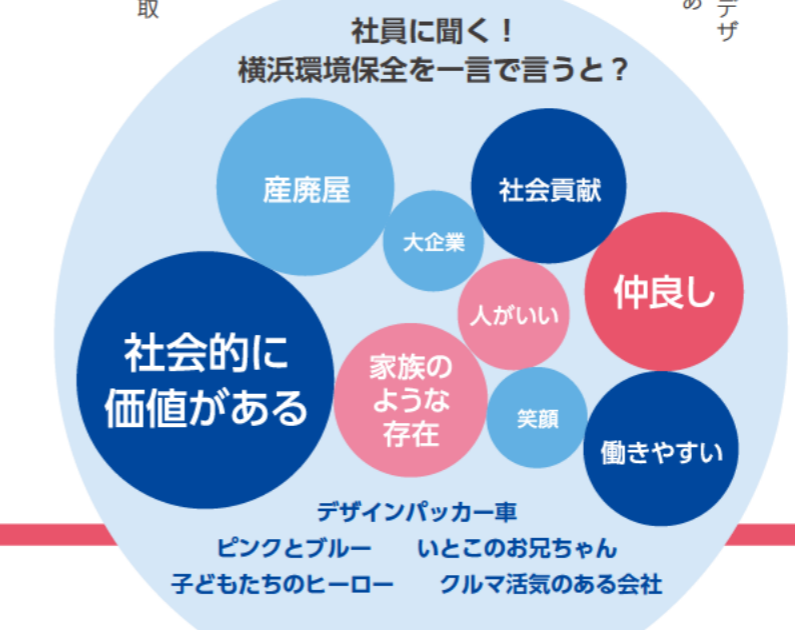 取
あ
デザ
社員に聞く！
横浜環境保全を一言で言うと？
産廃屋
社会貢献
大企業
仲良し
人がいい
社会的に
価値がある
家族の
ような
存在
笑顔
働きやすい
デザインパッカー車
ピンクとブルー いとこのお兄ちゃん
子どもたちのヒーロー クルマ活気のある会社